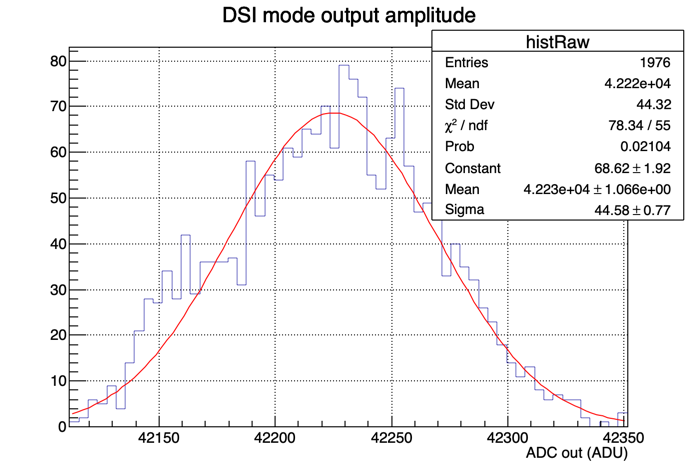 DSI mode output amplitude
histRaw
Entries 1976
Mean 4.222e+04
Std Dev 44.32
χ² / ndf 78.34 / 55
Prob 0.02104
Constant 68.62 ± 1.92
Mean 4.223e+04 ± 1.066e+00
Sigma 44.58 ± 0.77
80
70
60
50
40
30
20
10
0
42150 42200 42250 42300 42350
ADC out (ADU)